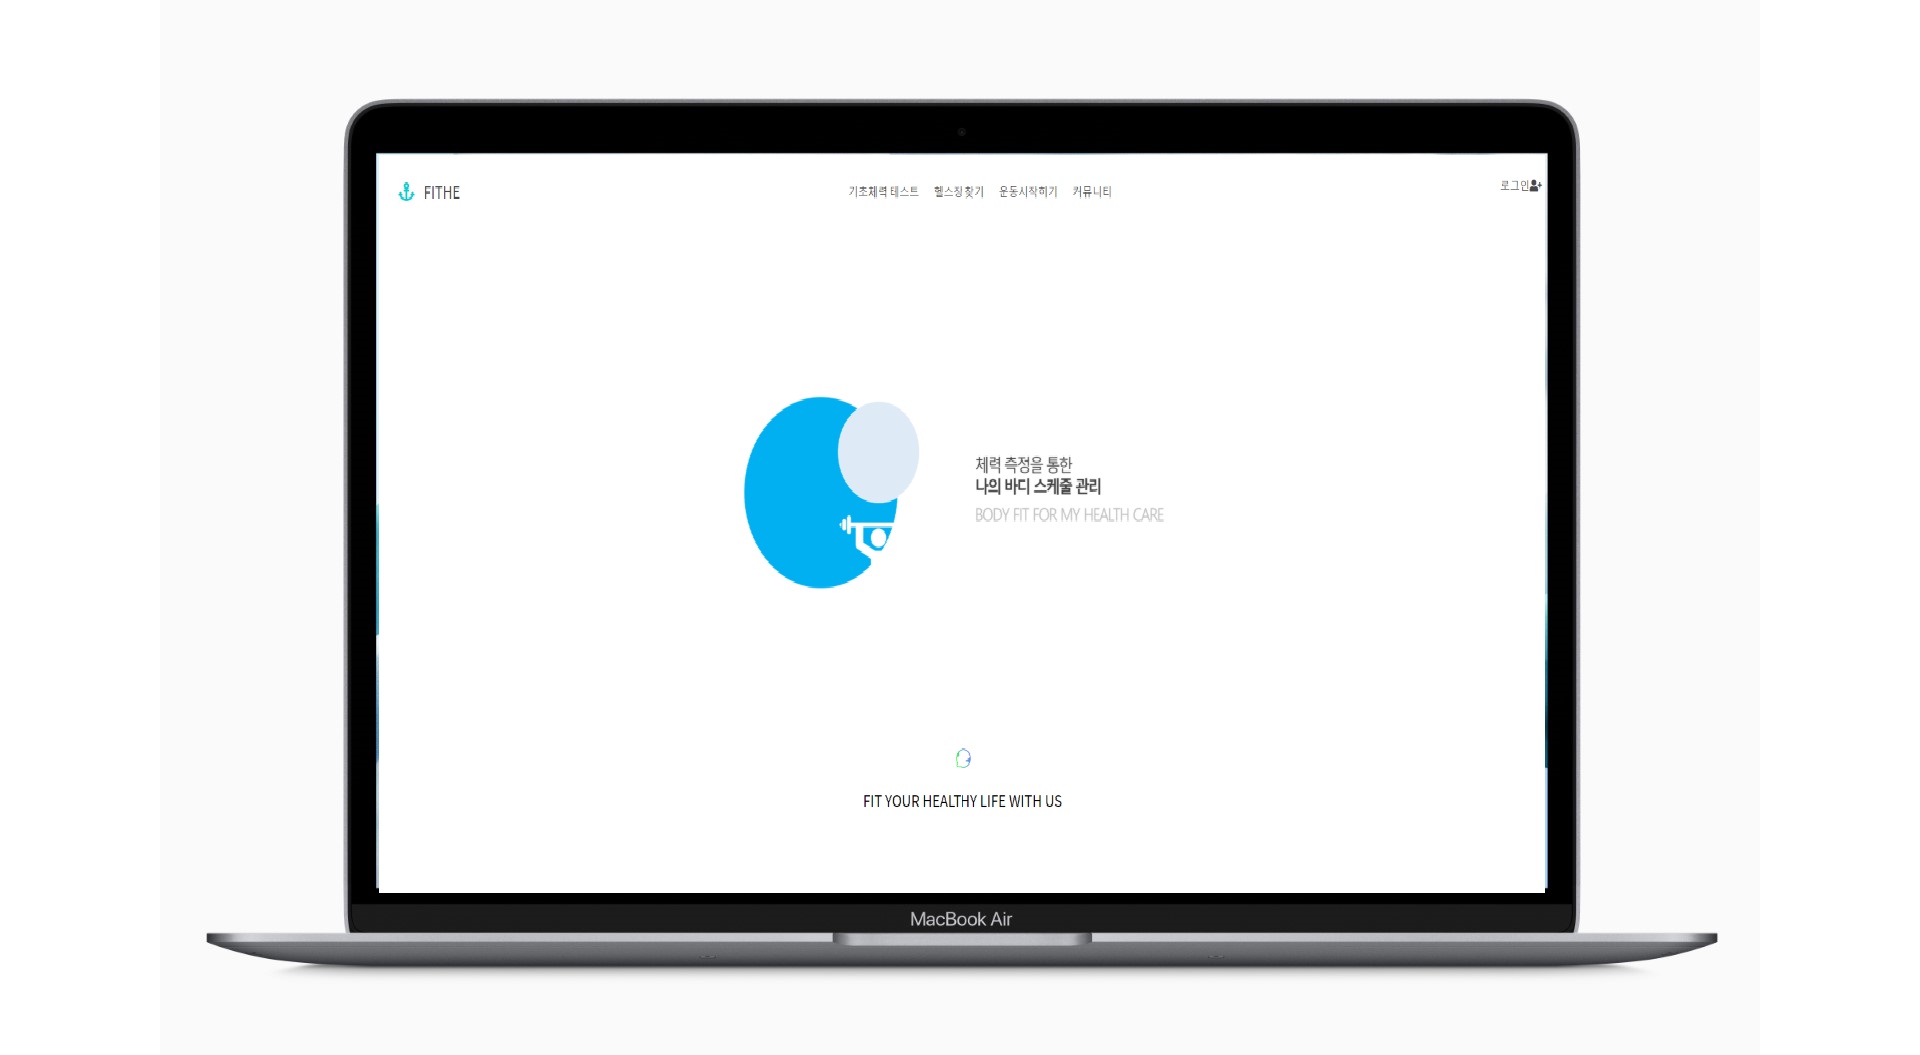 FITHE
기초체력 테스트 헬스장찾기 운동시작하기 커뮤니티
로그인
체력 측정을 통한
나의 바디 스케줄 관리
BODY FIT FOR MY HEALTH CARE
FIT YOUR HEALTHY LIFE WITH US
MacBook Air